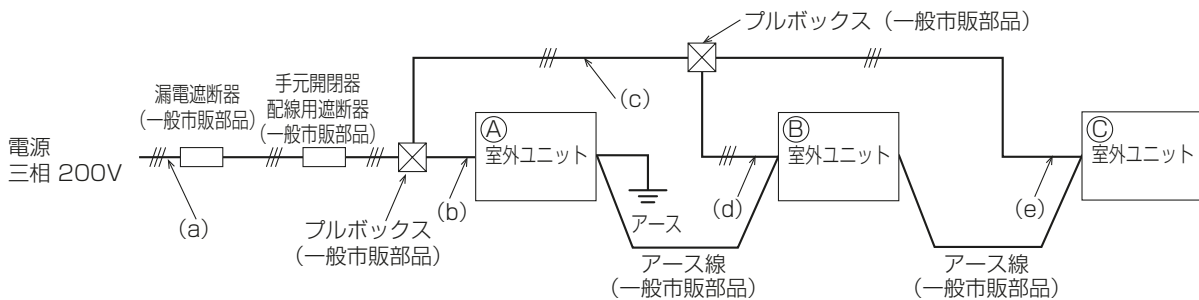 プルボックス（一般市販部品）
漏電遮断器
（一般市販部品）
手元開閉器
配線用遮断器
（一般市販部品）
電源
三相 200V
(a)
プルボックス
（一般市販部品）
(b)
(c)
Ⓐ
室外ユニット
アース
アース線
（一般市販部品）
(d)
Ⓑ
室外ユニット
アース線
（一般市販部品）
(e)
Ⓒ
室外ユニット